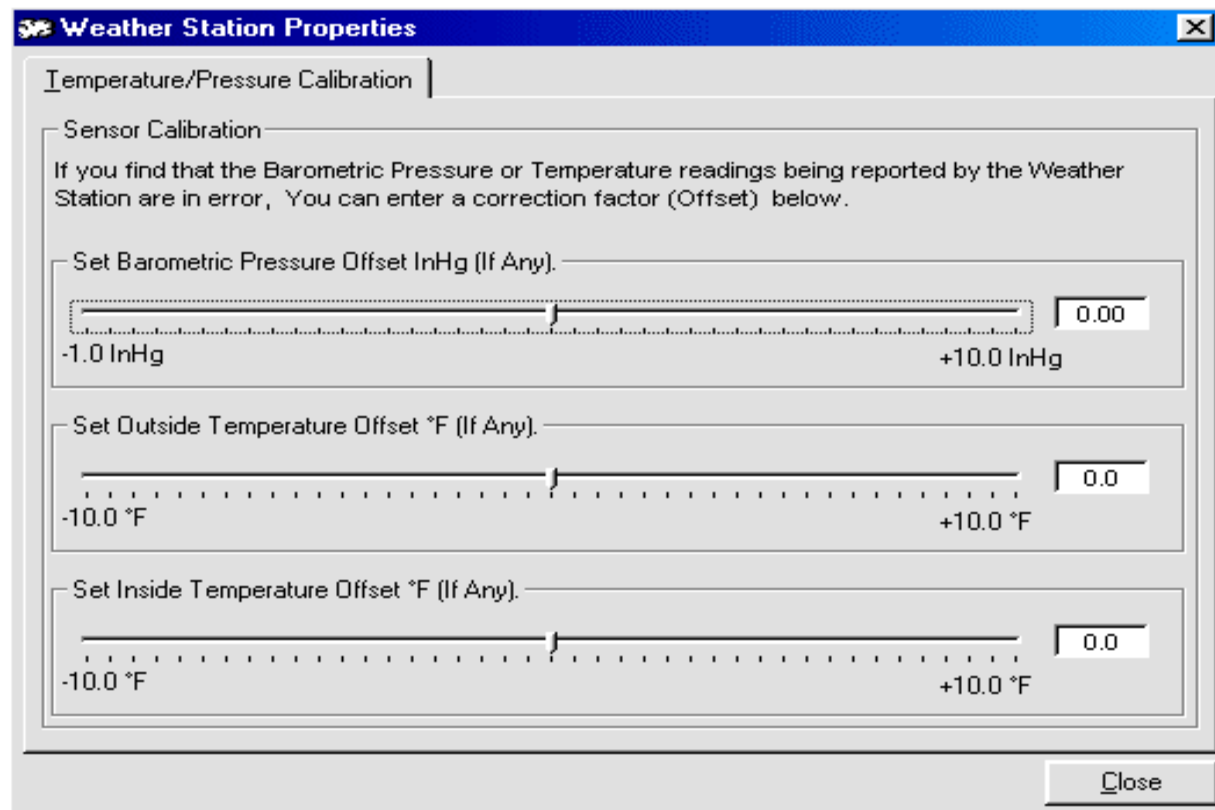 Weather Station Properties
Temperature/Pressure Calibration
Sensor Calibration
If you find that the Barometric Pressure or Temperature readings being reported by the Weather
Station are in error, You can enter a correction factor (Offset) below.
Set Barometric Pressure Offset InHg (If Any).
0.00
-1.0 InHg +10.0 InHg
Set Outside Temperature Offset °F (If Any).
0.0
-10.0 °F +10.0 °F
Set Inside Temperature Offset °F (If Any).
0.0
-10.0 °F +10.0 °F
Close